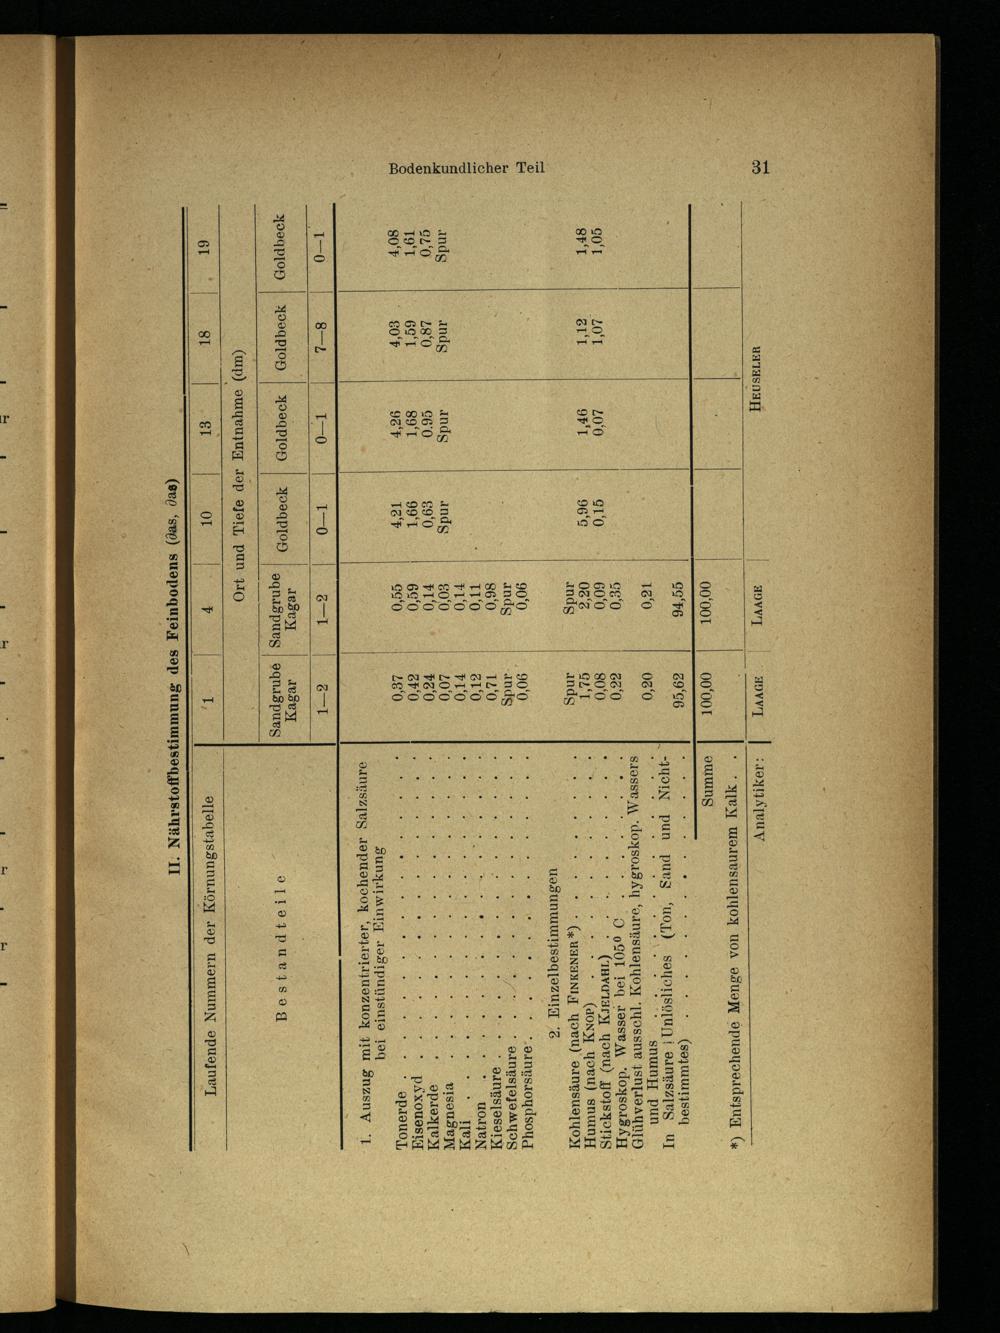 Bodenkundlicher Teil 31
II. Nährstoffbestimmung des Feinbodens (∂as, ∂as)
Laufende Nummern der Körnungstabelle 1 4 10 13 18 19
Ort und Tiefe der Entnahme (dm)
Bestandteile Sandgrube Kagar Sandgrube Kagar Goldbeck Goldbeck Goldbeck Goldbeck
1—2 1—2 0—1 0—1 7—8 0—1
1. Auszug mit konzentrierter, kochender Salzsäure
bei einstündiger Einwirkung
Tonerde . . . . . . . . . . 0,37 0,55 4,21 4,26 4,03 4,08
Eisenoxyd . . . . . . . . . . 0,42 0,59 1,66 1,68 1,59 1,61
Kalkerde . . . . . . . . . . 0,24 0,14 0,63 0.95 0,87 0,75
Magnesia . . . . . . . . . . 0,07 0,03 Spur Spur Spur Spur
Kali . . . . . . . . . . 0,14 0,14
Natron . . . . . . . . . . 0,12 0,11
Kieselsäure . . . . . . . . . . 0,71 0,98
Schwefelsäure . . . . . . . . . . Spur Spur
Phosphorsäure . . . . . . . . . . 0,06 0,06
2. Einzelbestimmungen
Kohlensäure (nach FINKENER *) . . . . . . Spur Spur
Humus (nach KNOP) . . . . . . . 1,75 2,20 5,96 1,46 1,12 1,48
Stickstoff (nach KJELDAHL) . . . . . . 0,08 0,09 0,15 0,07 1,07 1,05
Hygroskop. Wasser bei 105° C . . . . . . 0,22 0,35
Glühverlust ausschl. Kohlensäure, hygroskop. Wassers
und Humus . . . . . . . . 0,20 0,21
In Salzsäure Unlösliches (Ton, Sand und Nicht-
bestimmtes) . . . . . . . . 95,62 94,55
Summe 100,00 100,00
*) Entsprechende Menge von kohlensaurem Kalk . .
Analytiker: LAAGE LAAGE HEUSELER